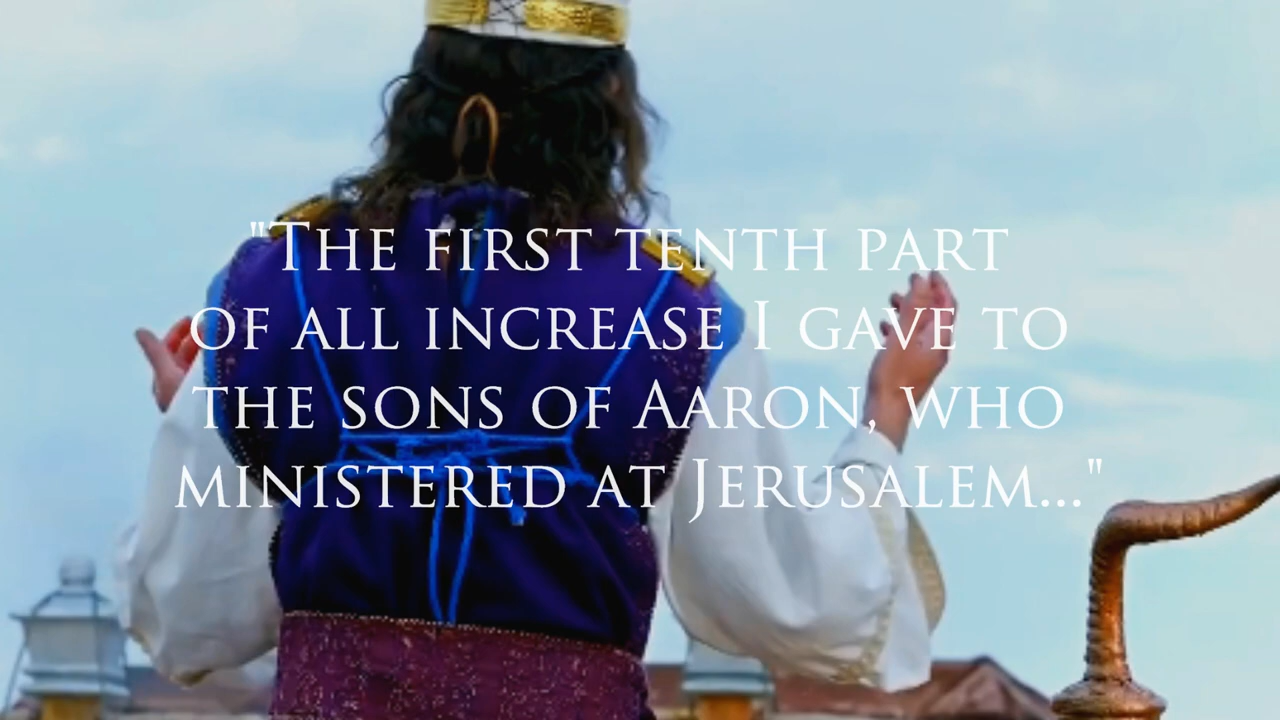 "The first tenth part
of all increase I gave to
the sons of Aaron, who
ministered at Jerusalem..."